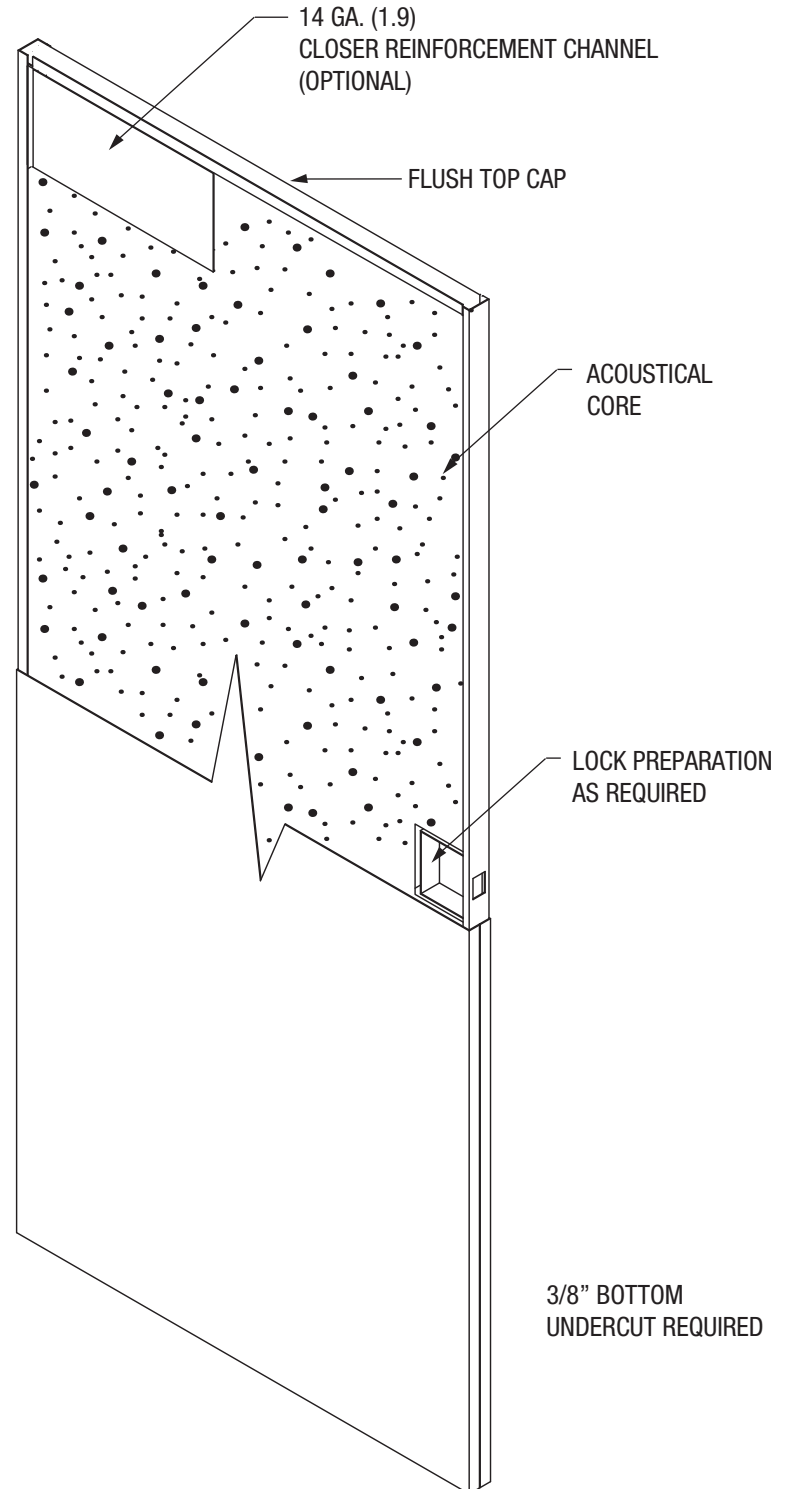 14 GA. (1.9)
CLOSER REINFORCEMENT CHANNEL
(OPTIONAL)
FLUSH TOP CAP
ACOUSTICAL
CORE
LOCK PREPARATION
AS REQUIRED
3/8” BOTTOM
UNDERCUT REQUIRED